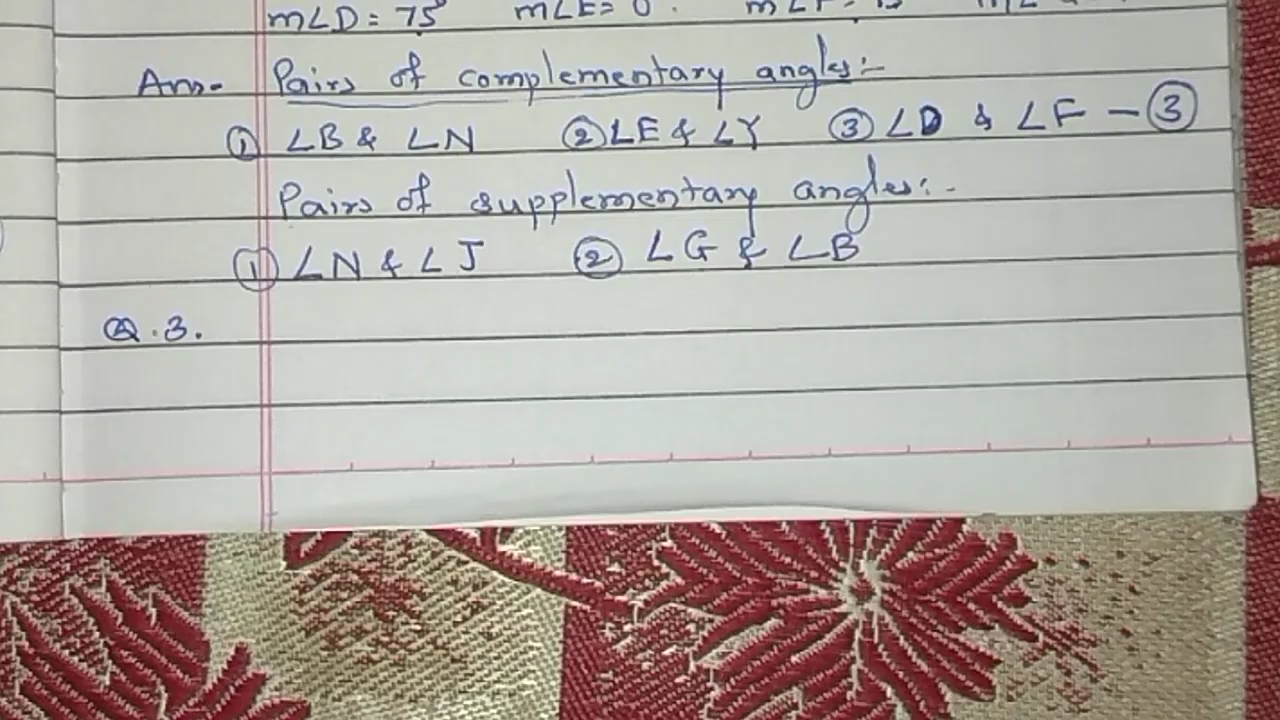 m∠D = 75° m∠E = 0°
Ans- Pairs of complementary angles:-
① ∠B & ∠N ② ∠E & ∠Y ③ ∠D & ∠F - ③
Pairs of supplementary angles:-
① ∠N & ∠J ② ∠G & ∠B
Q.3.